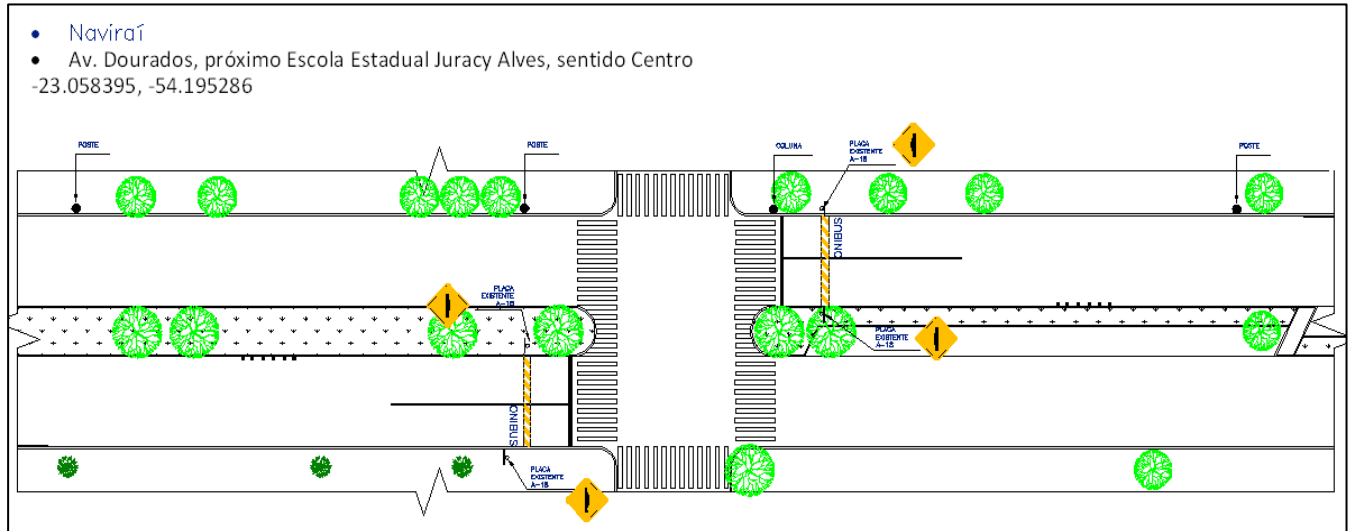 Naviraí
Av. Dourados, próximo Escola Estadual Juracy Alves, sentido Centro
-23.058395, -54.195286
POSTE
POSTE
COLUNA
PLACA
EXISTENTE
A-18
POSTE
ONIBUS
PLACA
EXISTENTE
A-18
PLACA
EXISTENTE
A-18
ONIBUS
PLACA
EXISTENTE
A-18